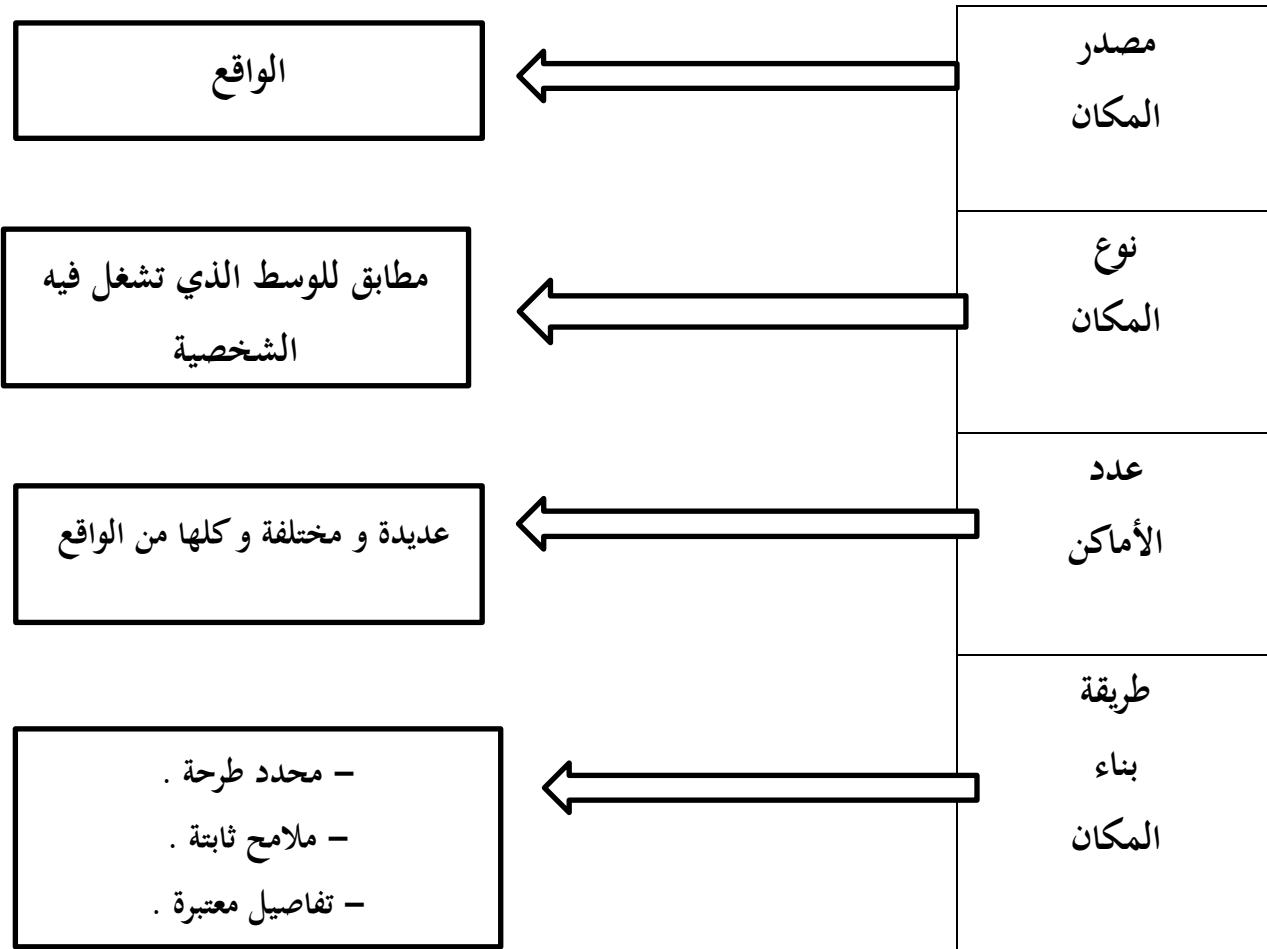 مصدر
المكان
الواقع
نوع
المكان
مطابق للوسط الذي تشغل فيه
الشخصية
عدد
الأماكن
عديدة و مختلفة و كلها من الواقع
طريقة
بناء
المكان
– محدد طرحة .
– ملامح ثابتة .
– تفاصيل معتبرة .